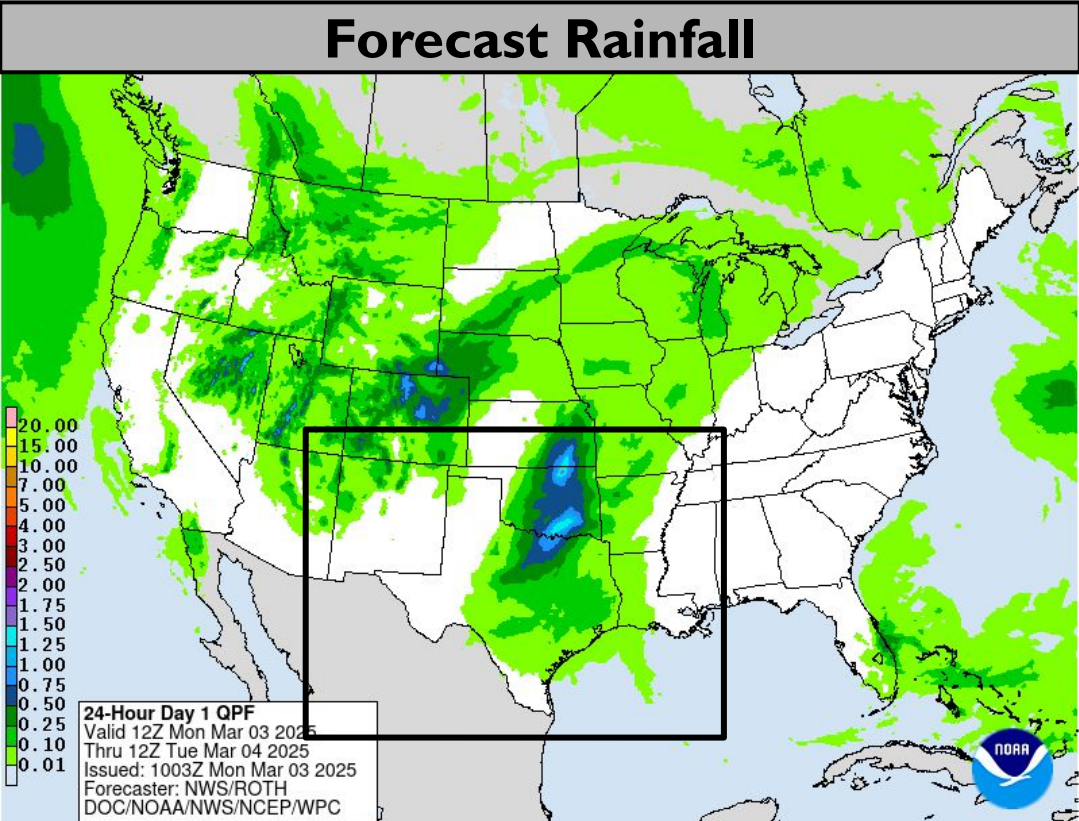 Forecast Rainfall
20.00
15.00
10.00
7.00
5.00
4.00
3.00
2.50
2.00
1.75
1.50
1.25
1.00
0.75
0.50
0.25
0.10
0.01
24-Hour Day 1 QPF
Valid 12Z Mon Mar 03 2025
Thru 12Z Tue Mar 04 2025
Issued: 1003Z Mon Mar 03 2025
Forecaster: NWS/ROTH
DOC/NOAA/NWS/NCEP/WPC
NOAA